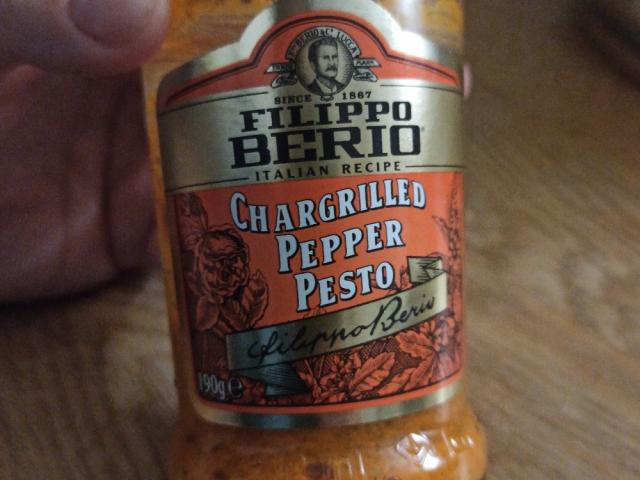 SINCE 1867
FILIPPO
BERIO
ITALIAN RECIPE
CHARGRILLED
PEPPER
PESTO
Filippo Berio
190g e